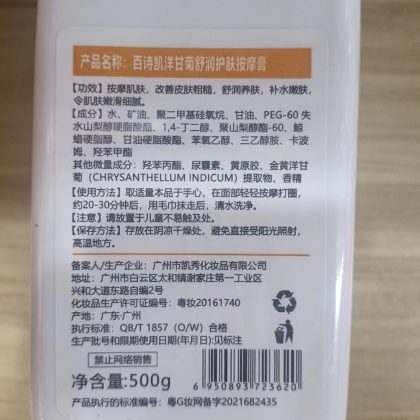 产品名称：百诗凯洋甘菊舒润护肤按摩膏
【功效】按摩肌肤，改善皮肤粗糙，舒润养肤，补水嫩肤，
令肌肤嫩滑细腻。
【成分】水、矿油、聚二甲基硅氧烷、甘油、PEG-60 失
水山梨醇硬脂酸酯、1,4-丁二醇、聚山梨醇酯-60、鲸
蜡硬脂醇、甘油硬脂酸酯、苯氧乙醇、三乙醇胺、卡波
姆、羟苯甲酯
其他微量成分：羟苯丙酯、尿囊素、黄原胶、金黄洋甘
菊（CHRYSANTHELLUM INDICUM）提取物、香精
【使用方法】取适量本品于手心，在面部轻轻按摩打圈，
约20-30分钟后，用毛巾抹走后，清水洗净。
【注意】请放置于儿童不易触及处。
【保存方法】存放在阴凉干燥处，避免直接受阳光照射，
高温地方。
备案人/生产企业：广州市凯秀化妆品有限公司
地址：广州市白云区太和镇谢家庄第一工业区
兴和大道东路自编2号
化妆品生产许可证编号：粤妆20161740
产地：广东·广州
执行标准：QB/T 1857（O/W）合格
生产批号和限期使用日期(年月日):见标注
禁止网络销售
净含量:500g
6 950893 723620
产品执行的标准编号：粤G妆网备字2021682435